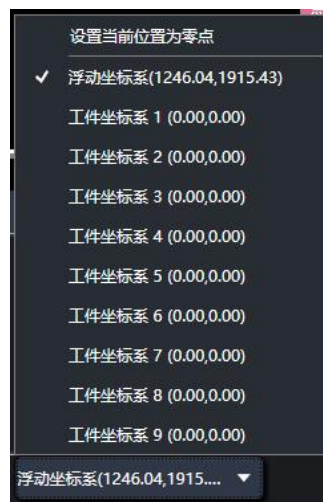 设置当前位置为零点
浮动坐标系(1246.04,1915.43)
工件坐标系 1 (0.00,0.00)
工件坐标系 2 (0.00,0.00)
工件坐标系 3 (0.00,0.00)
工件坐标系 4 (0.00,0.00)
工件坐标系 5 (0.00,0.00)
工件坐标系 6 (0.00,0.00)
工件坐标系 7 (0.00,0.00)
工件坐标系 8 (0.00,0.00)
工件坐标系 9 (0.00,0.00)
浮动坐标系(1246.04,1915....